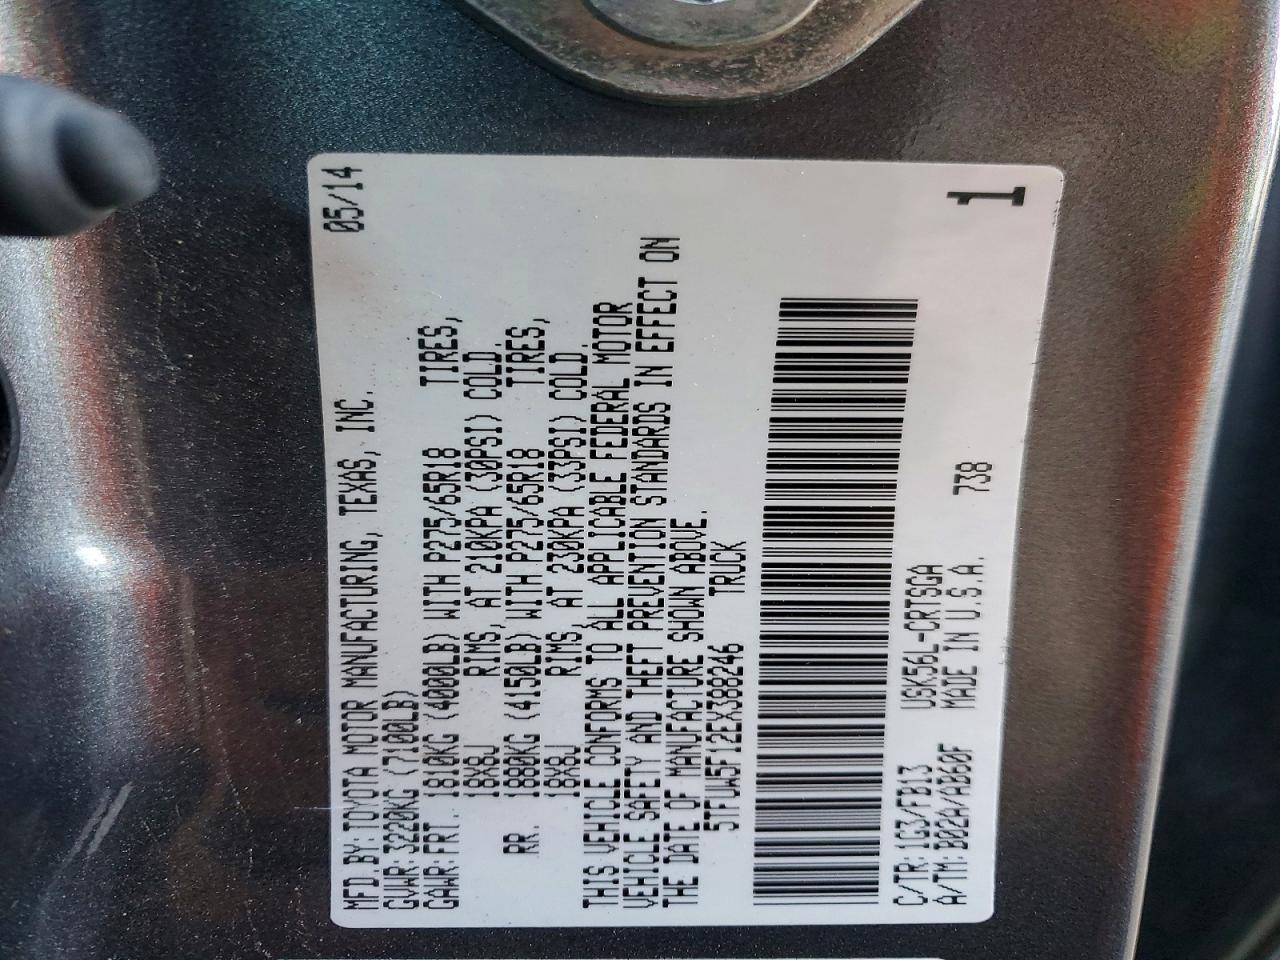 MFD.BY: TOYOTA MOTOR MANUFACTURING, TEXAS, INC. 05/14
GVWR: 3220KG (7100LB)
GAWR: FRT. 1810KG (4000LB) WITH P275/65R18 TIRES,
18X8J RIMS, AT 210KPA (30PSI) COLD.
RR. 1880KG (4150LB) WITH P275/65R18 TIRES,
18X8J RIMS, AT 230KPA (33PSI) COLD.
THIS VEHICLE CONFORMS TO ALL APPLICABLE FEDERAL MOTOR
VEHICLE SAFETY AND THEFT PREVENTION STANDARDS IN EFFECT ON
THE DATE OF MANUFACTURE SHOWN ABOVE.
5TFUW5F12EX380246 TRUCK
C/TR: 1G3/FB13 USK56L-CRTSGA
A/TM: B02A/AB60F MADE IN U.S.A. 738
1